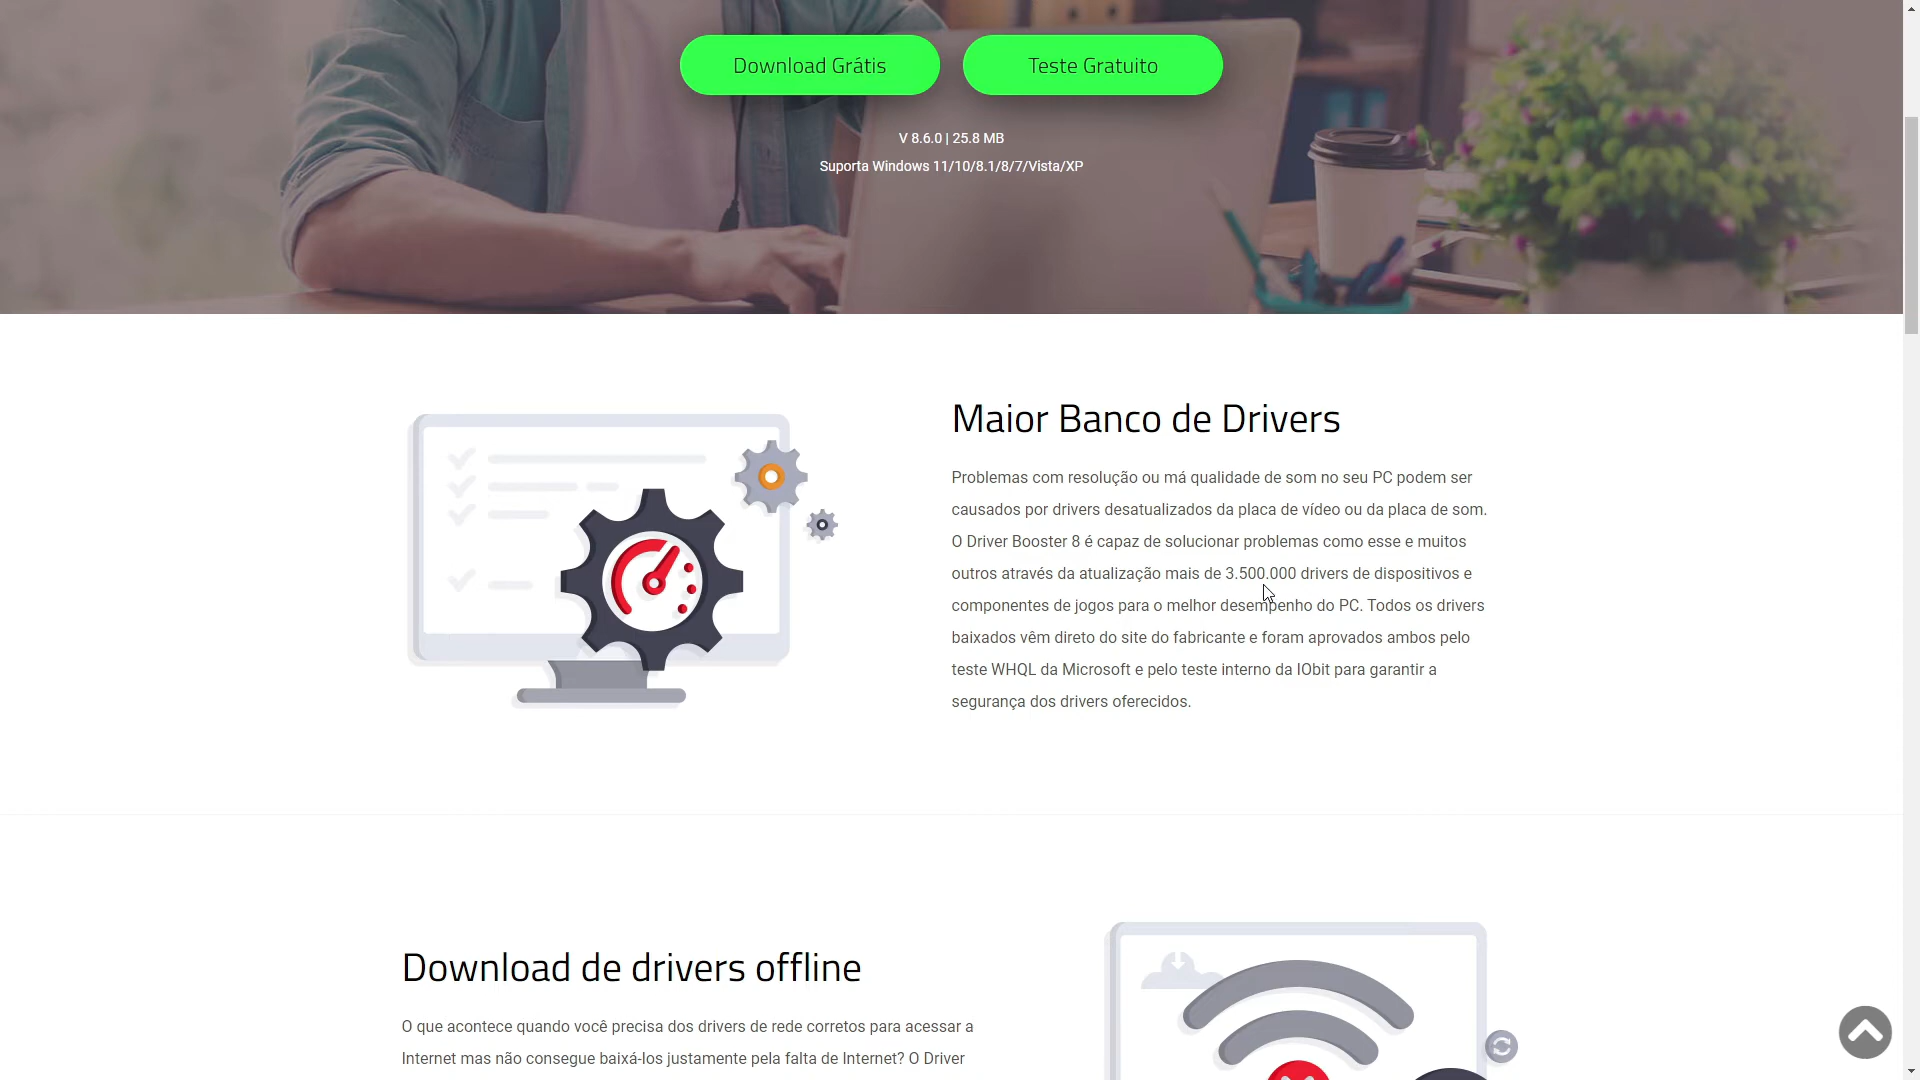 Download Grátis
Teste Gratuito
V 8.6.0 | 25.8 MB
Suporta Windows 11/10/8.1/8/7/Vista/XP
Maior Banco de Drivers
Problemas com resolução ou má qualidade de som no seu PC podem ser
causados por drivers desatualizados da placa de vídeo ou da placa de som.
O Driver Booster 8 é capaz de solucionar problemas como esse e muitos
outros através da atualização mais de 3.500.000 drivers de dispositivos e
componentes de jogos para o melhor desempenho do PC. Todos os drivers
baixados vêm direto do site do fabricante e foram aprovados ambos pelo
teste WHQL da Microsoft e pelo teste interno da IObit para garantir a
segurança dos drivers oferecidos.
Download de drivers offline
O que acontece quando você precisa dos drivers de rede corretos para acessar a
Internet mas não consegue baixá-los justamente pela falta de Internet? O Driver